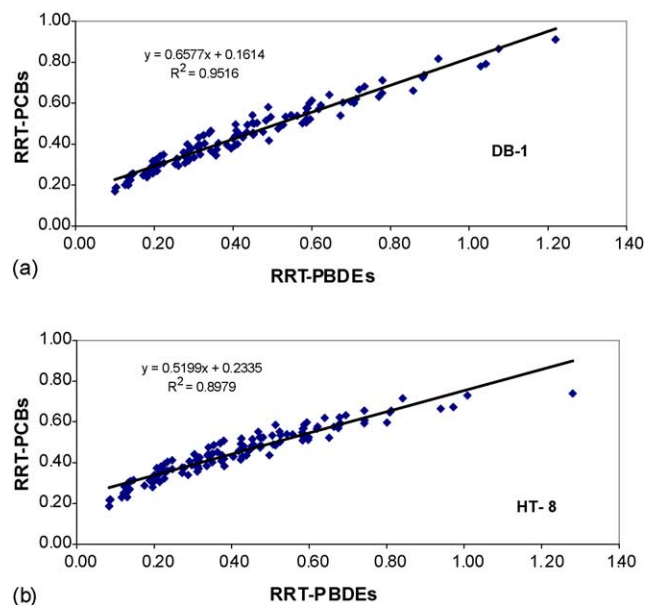 1.00
0.80
0.60
0.40
0.20
0.00
RRT-PCBs
y = 0.6577x + 0.1614
R² = 0.9516
DB-1
0.00 0.20 0.40 0.60 0.80 1.00 1.20 1.40
(a)
RRT-PBDEs
1.00
0.80
0.60
0.40
0.20
0.00
RRT-PCBs
y = 0.5199x + 0.2335
R² = 0.8979
HT- 8
0.00 0.20 0.40 0.60 0.80 1.00 1.20 1.40
(b)
RRT-PBDEs